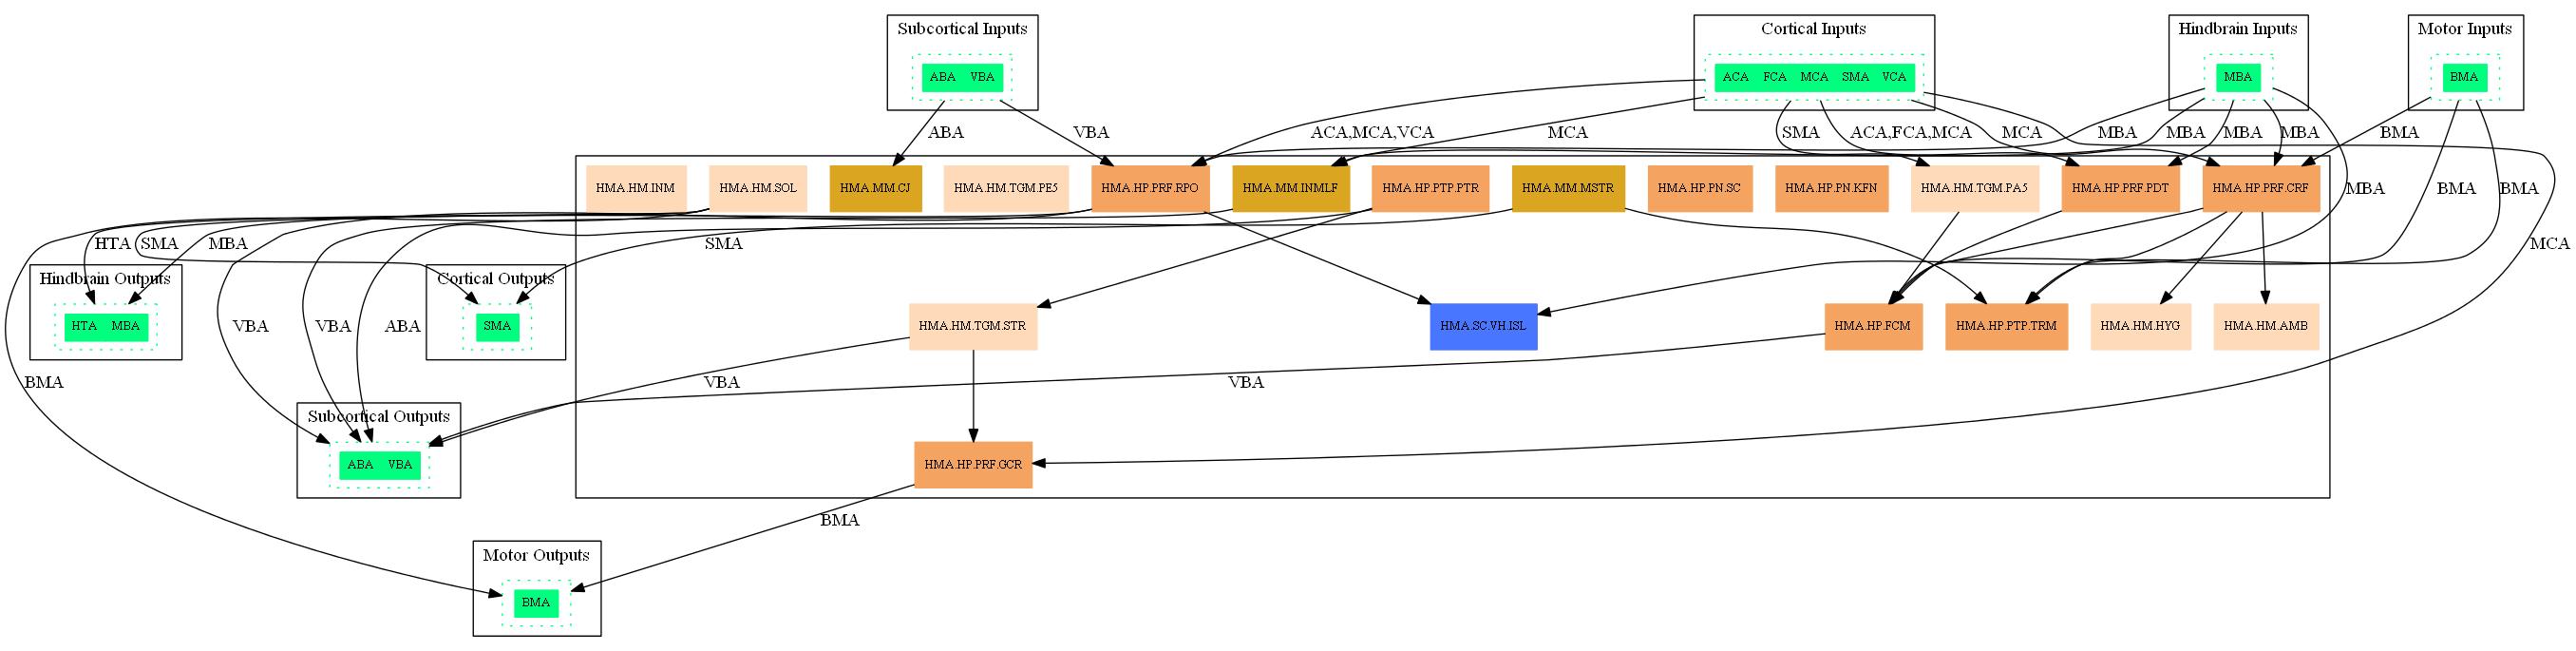 Subcortical Inputs
Cortical Inputs
Hindbrain Inputs
Motor Inputs
ABA VBA
ACA FCA MCA SMA VCA
MBA
BMA
ABA
VBA
ACA,MCA,VCA
MCA
SMA
ACA,FCA,MCA
MCA
MBA
MBA
MBA
MBA
BMA
HMA.HM.INM
HMA.HM.SOL
HMA.MM.CJ
HMA.HM.TGM.PE5
HMA.HP.PRF.RPO
HMA.MM.INMLF
HMA.HP.PTP.PTR
HMA.MM.MSTR
HMA.HP.PN.SC
HMA.HP.PN.KFN
HMA.HM.TGM.PA5
HMA.HP.PRF.PDT
HMA.HP.PRF.CRF
MBA
BMA
BMA
HTA
SMA
MBA
SMA
MCA
Hindbrain Outputs
Cortical Outputs
HTA MBA
VBA
VBA
ABA
SMA
HMA.HM.TGM.STR
HMA.SC.VH.ISL
HMA.HP.FCM
HMA.HP.PTP.TRM
HMA.HM.HYG
HMA.HM.AMB
BMA
VBA
VBA
Subcortical Outputs
ABA VBA
HMA.HP.PRF.GCR
BMA
Motor Outputs
BMA